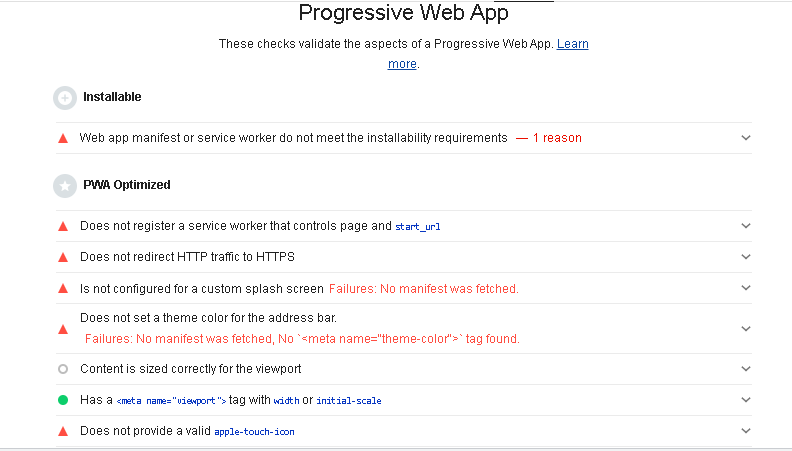 Progressive Web App
These checks validate the aspects of a Progressive Web App. Learn
more.
Installable
Web app manifest or service worker do not meet the installability requirements — 1 reason
PWA Optimized
Does not register a service worker that controls page and start_url
Does not redirect HTTP traffic to HTTPS
Is not configured for a custom splash screen Failures: No manifest was fetched.
Does not set a theme color for the address bar.
Failures: No manifest was fetched, No `<meta name="theme-color">` tag found.
Content is sized correctly for the viewport
Has a <meta name="viewport"> tag with width or initial-scale
Does not provide a valid apple-touch-icon